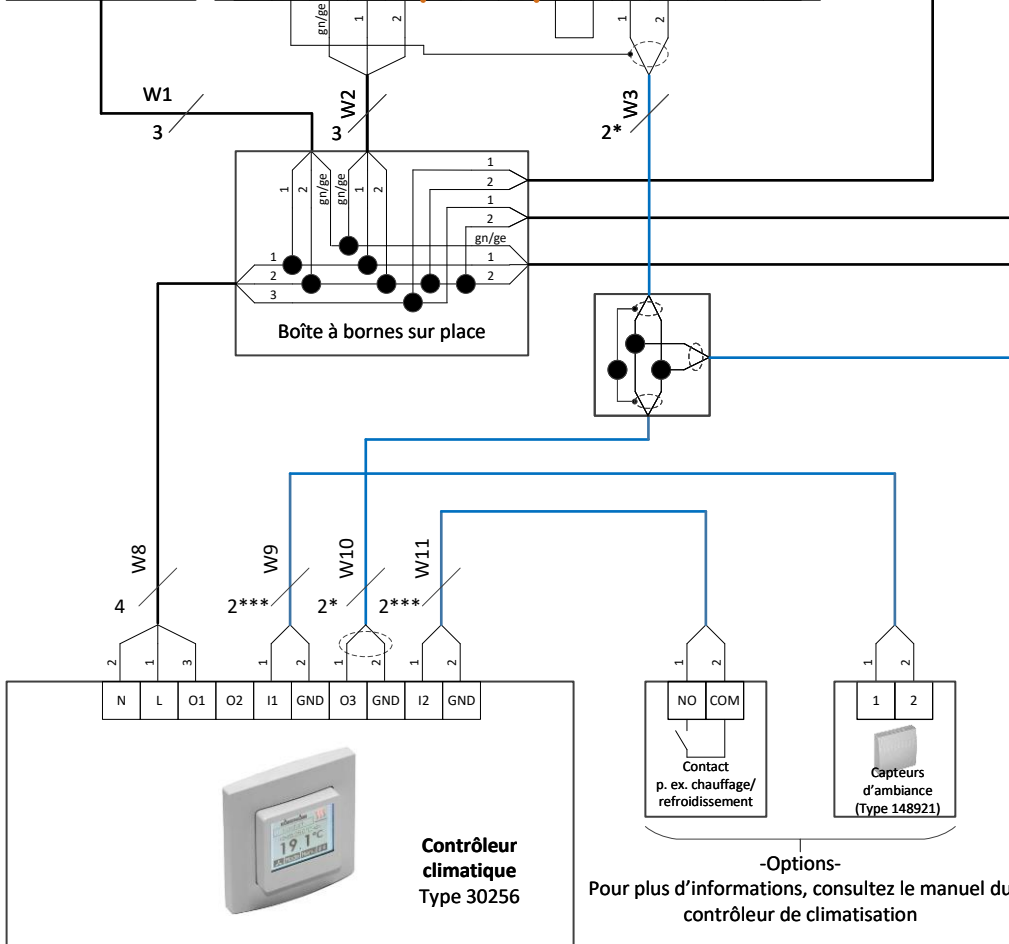 gn/ge
1
2
1
2
W1
3
W2
3
W3
2*
1
2
gn/ge
gn/ge
1
2
1
2
1
2
gn/ge
1
1
2
2
3
Boîte à bornes sur place
W8
4
W9
2***
W10
2*
W11
2***
2
1
3
1
2
1
2
1
2
1
2
1
2
N
L
O1
O2
I1
GND
O3
GND
I2
GND
NO
COM
1
2
Contact
p. ex. chauffage/
refroidissement
Capteurs
d’ambiance
(Type 148921)
19.1°C
Contrôleur
climatique
Type 30256
-Options-
Pour plus d’informations, consultez le manuel du
contrôleur de climatisation